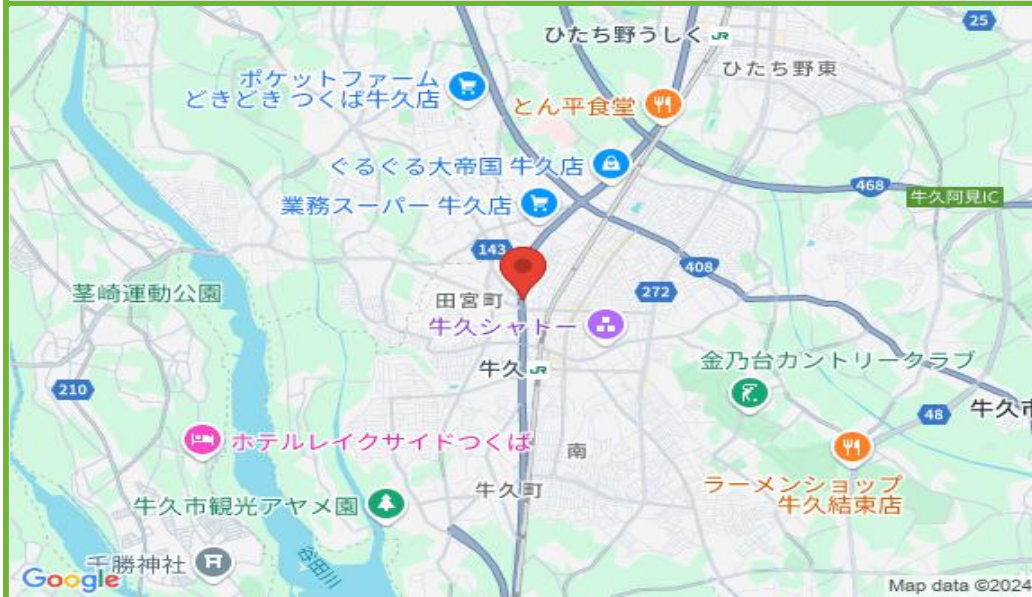 25
ひたち野うしく JR
ひたち野東
ポケットファーム
どきどき つくば牛久店
とん平食堂
ぐるぐる大帝国 牛久店
業務スーパー 牛久店
468
牛久阿見IC
143
408
272
茎崎運動公園
田宮町
牛久シャトー
牛久 JR
金乃台カントリークラブ
210
48
牛久市
ホテルレイクサイドつくば
南
牛久町
ラーメンショップ
牛久結束店
牛久市観光アヤメ園
千勝神社
谷田川
Google
Map data ©2024